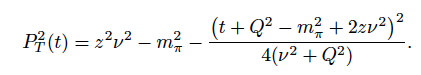 $P_T^2(t) = z^2\nu^2 - m_\pi^2 - \frac{\left(t + Q^2 - m_\pi^2 + 2z\nu^2\right)^2}{4(\nu^2 + Q^2)}.$